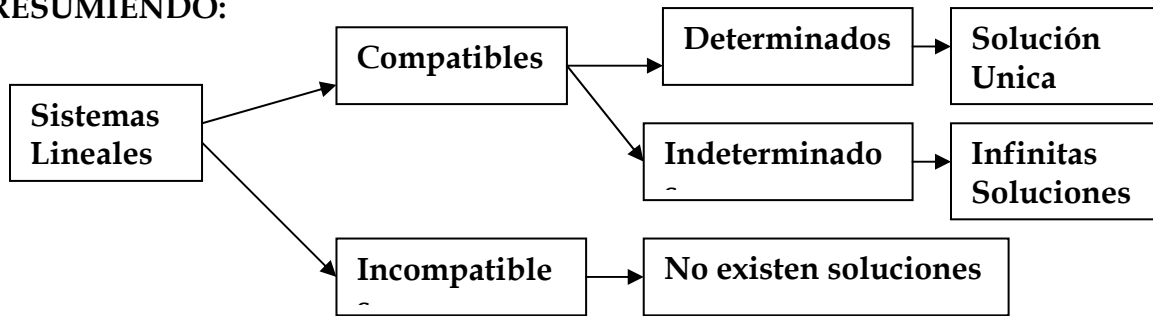 RESUMIENDO:
Sistemas
Lineales
Compatibles
Determinados
Solución
Unica
Indeterminado
s
Infinitas
Soluciones
Incompatible
s
No existen soluciones